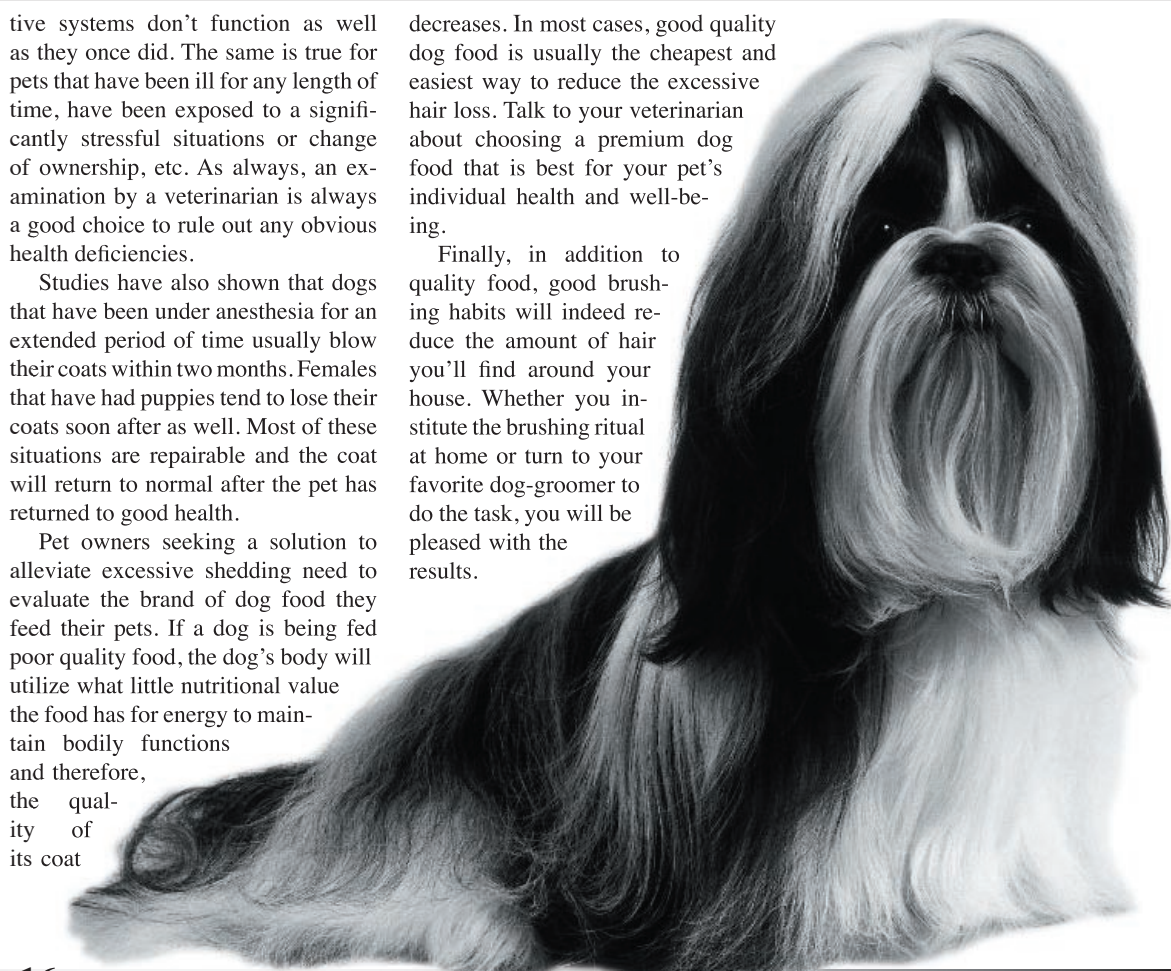 tive systems don’t function as well
as they once did. The same is true for
pets that have been ill for any length of
time, have been exposed to a signifi-
cantly stressful situations or change
of ownership, etc. As always, an ex-
amination by a veterinarian is always
a good choice to rule out any obvious
health deficiencies.
Studies have also shown that dogs
that have been under anesthesia for an
extended period of time usually blow
their coats within two months. Females
that have had puppies tend to lose their
coats soon after as well. Most of these
situations are repairable and the coat
will return to normal after the pet has
returned to good health.
Pet owners seeking a solution to
alleviate excessive shedding need to
evaluate the brand of dog food they
feed their pets. If a dog is being fed
poor quality food, the dog’s body will
utilize what little nutritional value
the food has for energy to main-
tain bodily functions
and therefore,
the qual-
ity of
its coat
decreases. In most cases, good quality
dog food is usually the cheapest and
easiest way to reduce the excessive
hair loss. Talk to your veterinarian
about choosing a premium dog
food that is best for your pet’s
individual health and well-be-
ing.
Finally, in addition to
quality food, good brush-
ing habits will indeed re-
duce the amount of hair
you’ll find around your
house. Whether you in-
stitute the brushing ritual
at home or turn to your
favorite dog-groomer to
do the task, you will be
pleased with the
results.